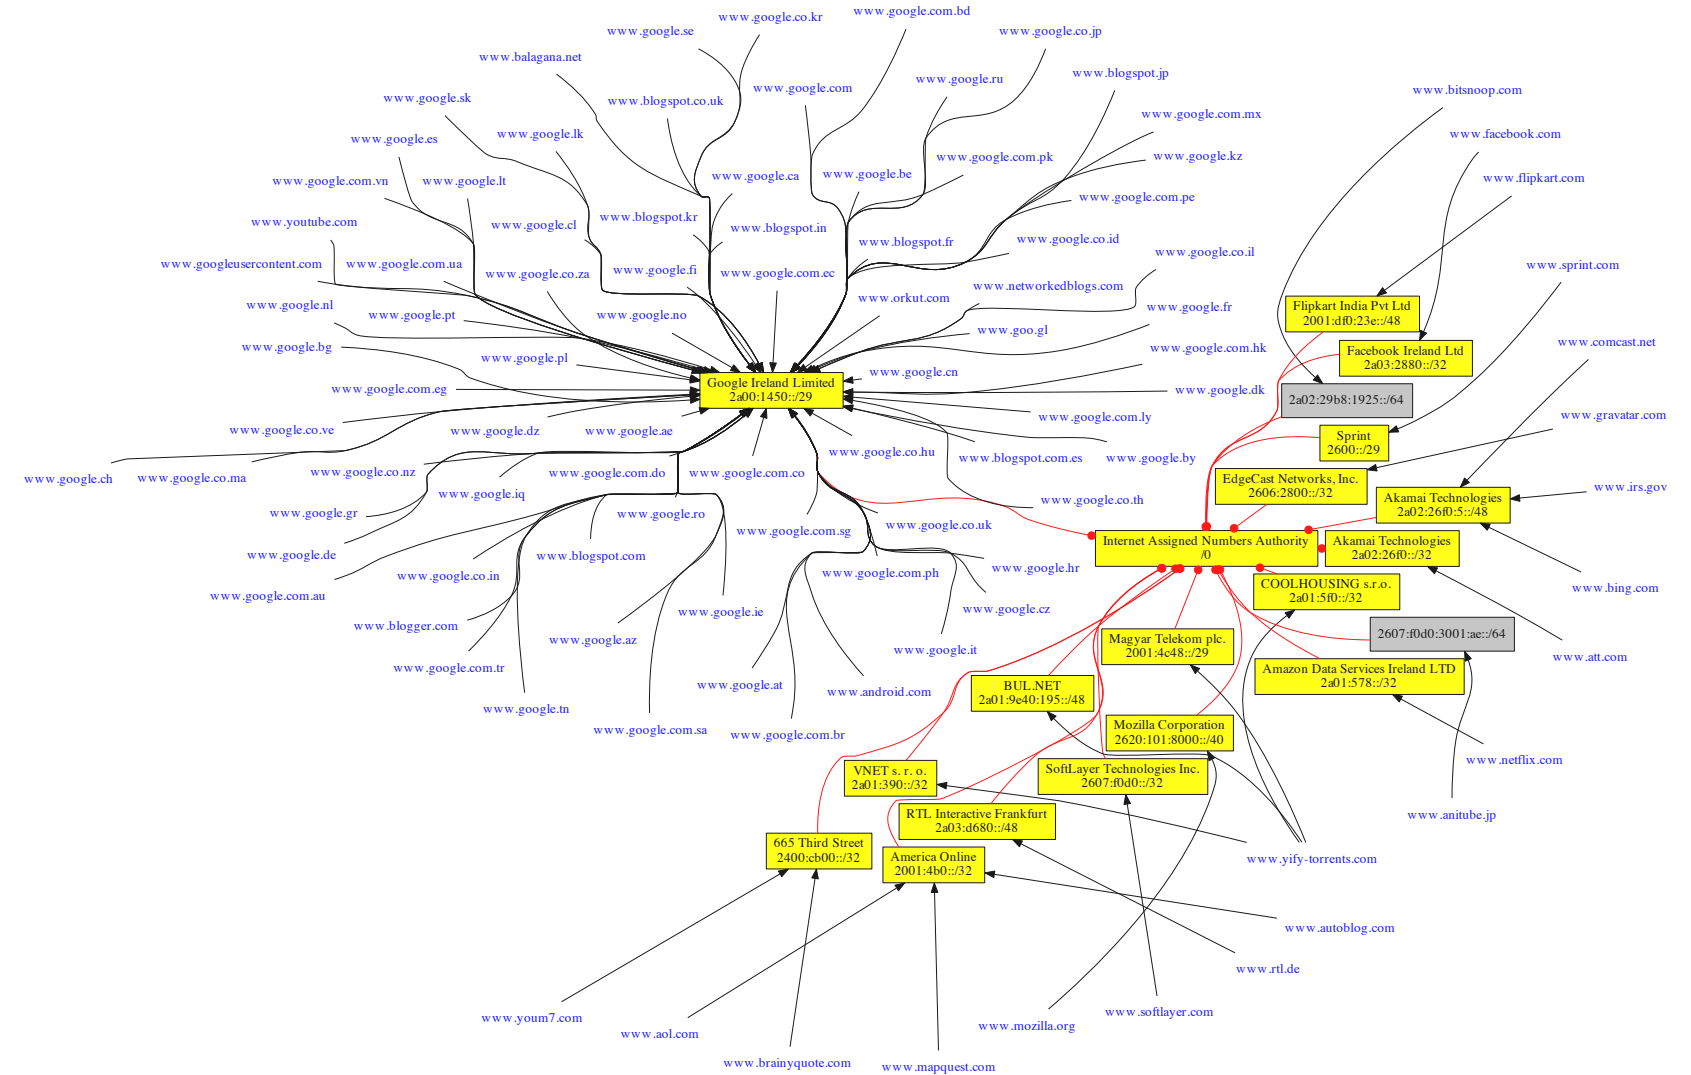 www.google.com.bd
www.google.co.kr
www.google.se
www.google.co.jp
www.balagana.net
www.blogspot.jp
www.google.ru
www.google.com
www.bitsnoop.com
www.google.sk
www.blogspot.co.uk
www.google.com.mx
www.google.lk
www.facebook.com
www.google.es
www.google.com.pk
www.google.kz
www.google.ca
www.google.be
www.flipkart.com
www.google.com.vn
www.google.lt
www.google.com.pe
www.blogspot.kr
www.youtube.com
www.google.cl
www.blogspot.in
www.blogspot.fr
www.google.co.id
www.google.co.il
www.googleusercontent.com
www.google.com.ua
www.google.co.za
www.google.fi
www.google.com.ec
www.sprint.com
www.networkedblogs.com
www.orkut.com
www.google.nl
www.google.pt
www.google.no
www.google.fr
Flipkart India Pvt Ltd
2001:df0:23e::/48
www.goo.gl
www.google.bg
www.google.pl
www.google.com.hk
www.comcast.net
Facebook Ireland Ltd
2a03:2880::/32
www.google.cn
Google Ireland Limited
2a00:1450::/29
www.google.com.eg
www.google.dk
2a02:29b8:1925::/64
www.google.com.ly
www.gravatar.com
www.google.co.ve
www.google.dz
www.google.ae
Sprint
2600::/29
www.google.co.hu
www.blogspot.com.es
www.google.by
www.google.ch
www.google.co.ma
www.google.co.nz
www.google.com.do
www.google.com.co
EdgeCast Networks, Inc.
2606:2800::/32
www.irs.gov
www.google.iq
www.google.co.th
Akamai Technologies
2a02:26f0:5::/48
www.google.gr
www.google.ro
www.google.com.sg
www.google.co.uk
Internet Assigned Numbers Authority
/0
Akamai Technologies
2a02:26f0::/32
www.google.de
www.blogspot.com
www.google.hr
www.google.co.in
www.google.com.ph
COOLHOUSING s.r.o.
2a01:5f0::/32
www.bing.com
www.google.com.au
www.google.ie
www.google.cz
www.blogger.com
www.google.az
2607:f0d0:3001:ae::/64
Magyar Telekom plc.
2001:4c48::/29
www.google.it
www.att.com
www.google.com.tr
Amazon Data Services Ireland LTD
2a01:578::/32
www.google.at
www.android.com
BUL.NET
2a01:9e40:195::/48
www.google.tn
www.google.com.sa
www.google.com.br
Mozilla Corporation
2620:101:8000::/40
www.netflix.com
VNET s. r. o.
2a01:390::/32
SoftLayer Technologies Inc.
2607:f0d0::/32
RTL Interactive Frankfurt
2a03:d680::/48
www.anitube.jp
665 Third Street
2400:cb00::/32
America Online
2001:4b0::/32
www.yify-torrents.com
www.autoblog.com
www.rtl.de
www.softlayer.com
www.youm7.com
www.mozilla.org
www.aol.com
www.brainyquote.com
www.mapquest.com